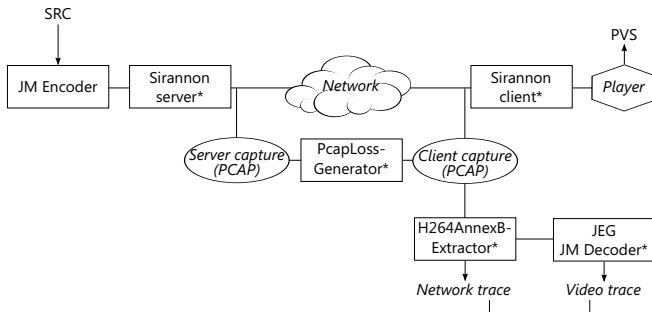 SRC
PVS
JM Encoder
Sirannon
server*
Network
Sirannon
client*
Player
Server capture
(PCAP)
PcapLoss-
Generator*
Client capture
(PCAP)
H264AnnexB-
Extractor*
JEG
JM Decoder*
Network trace
Video trace